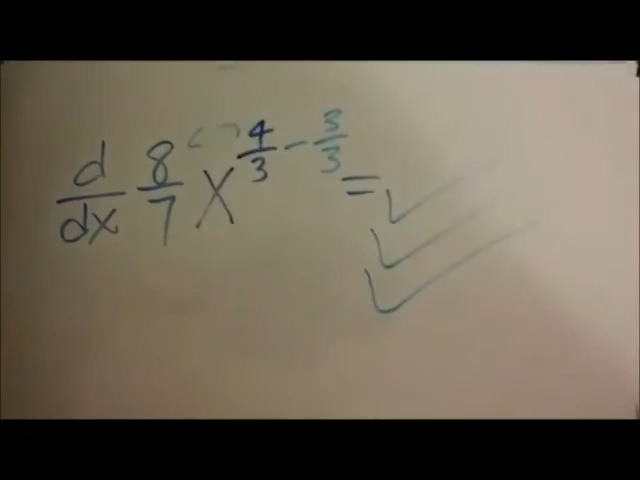 d/dx 8/7 x^( ) 4/3 - 3/3 = ✓
✓
✓